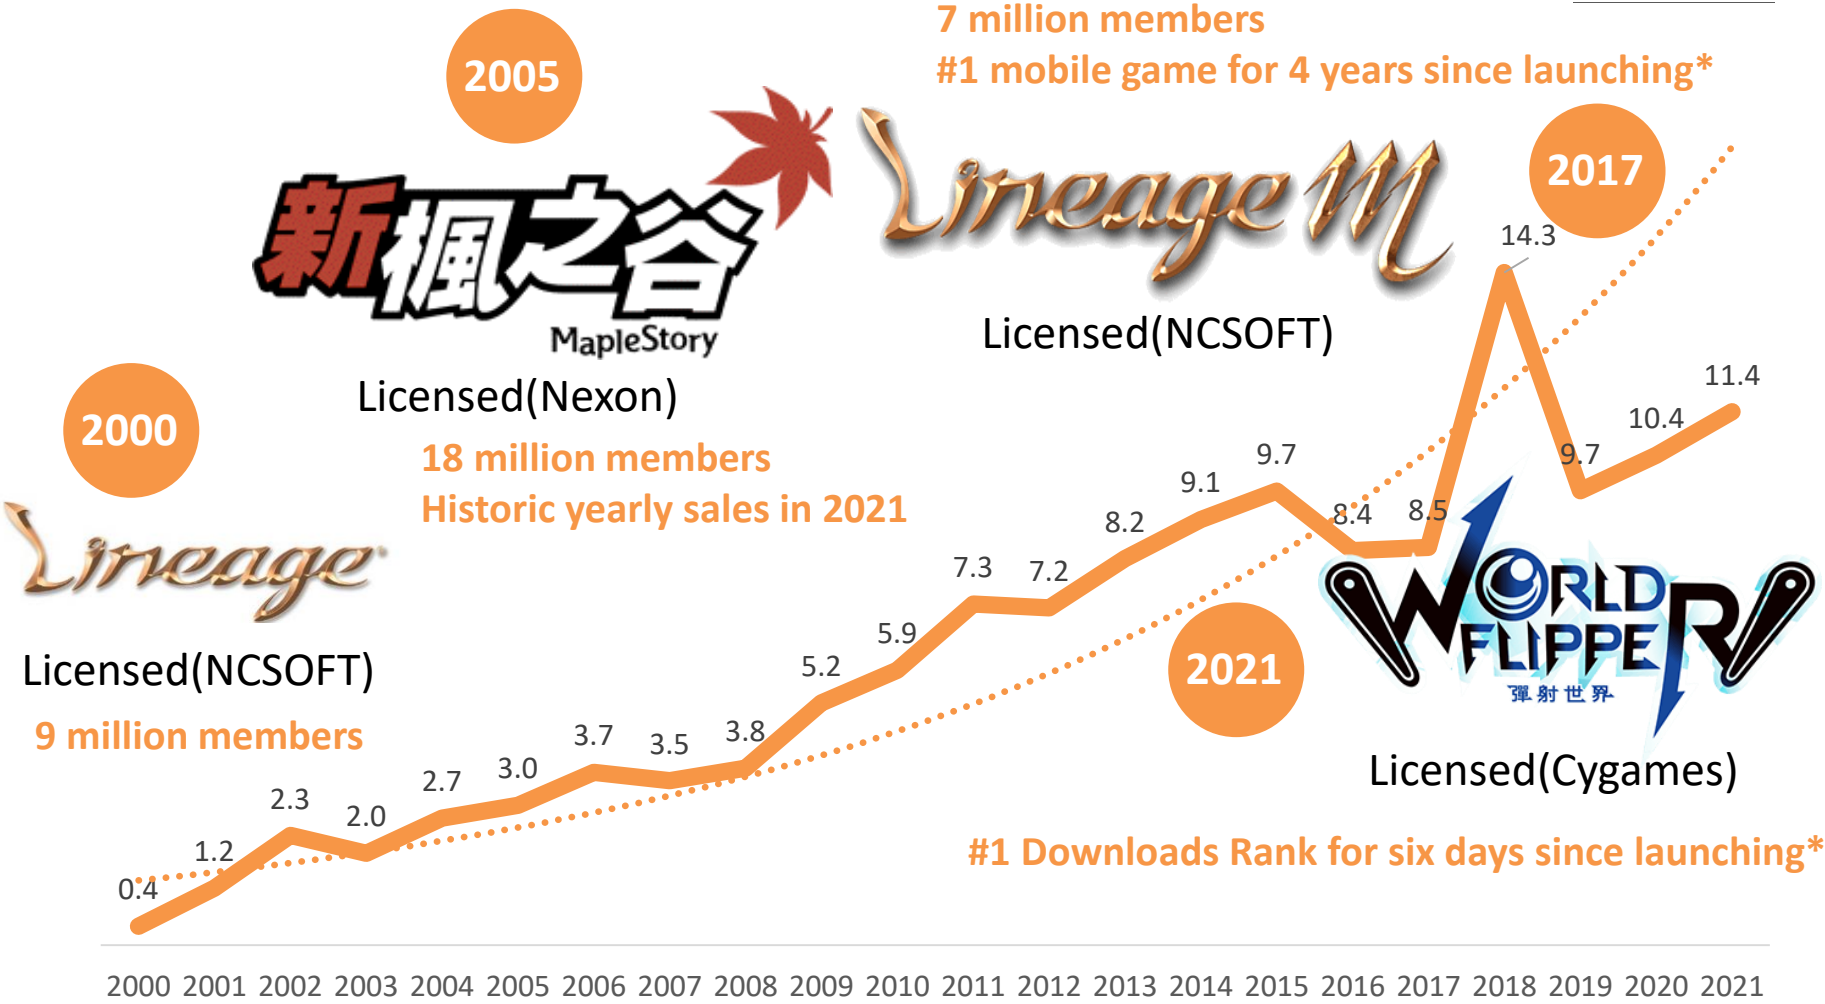 7 million members
#1 mobile game for 4 years since launching*
2005
2017
Lineage M
新楓之谷
MapleStory
Licensed(NCSOFT)
Licensed(Nexon)
18 million members
Historic yearly sales in 2021
2000
Lineage
Licensed(NCSOFT)
9 million members
2021
WORLD
FLIPPER
彈射世界
Licensed(Cygames)
#1 Downloads Rank for six days since launching*
0.4
1.2
2.3
2.0
2.7
3.0
3.7
3.5
3.8
5.2
5.9
7.3
7.2
8.2
9.1
9.7
8.4
8.5
14.3
9.7
10.4
11.4
2000 2001 2002 2003 2004 2005 2006 2007 2008 2009 2010 2011 2012 2013 2014 2015 2016 2017 2018 2019 2020 2021